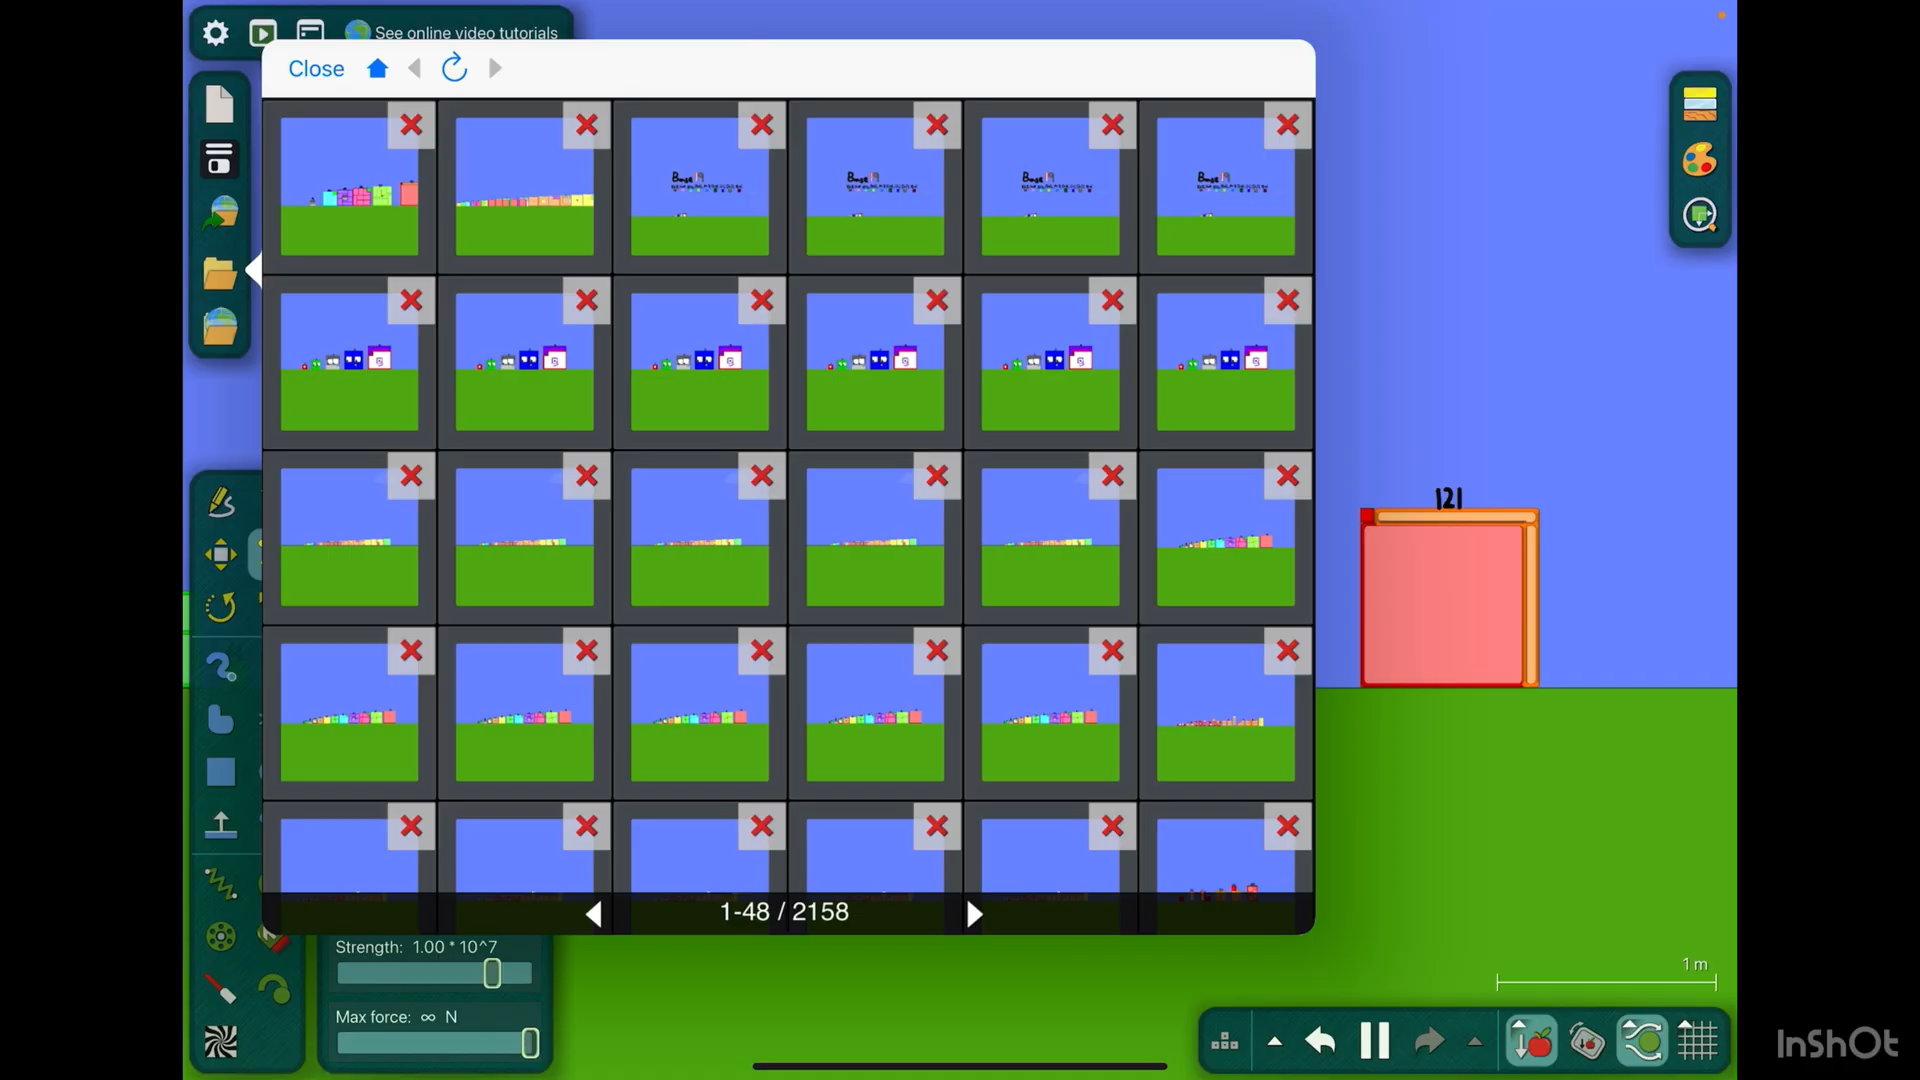 See online video tutorials
Close
121
1-48 / 2158
Strength: 1.00 * 10^7
1 m
Max force: ∞ N
InShOt